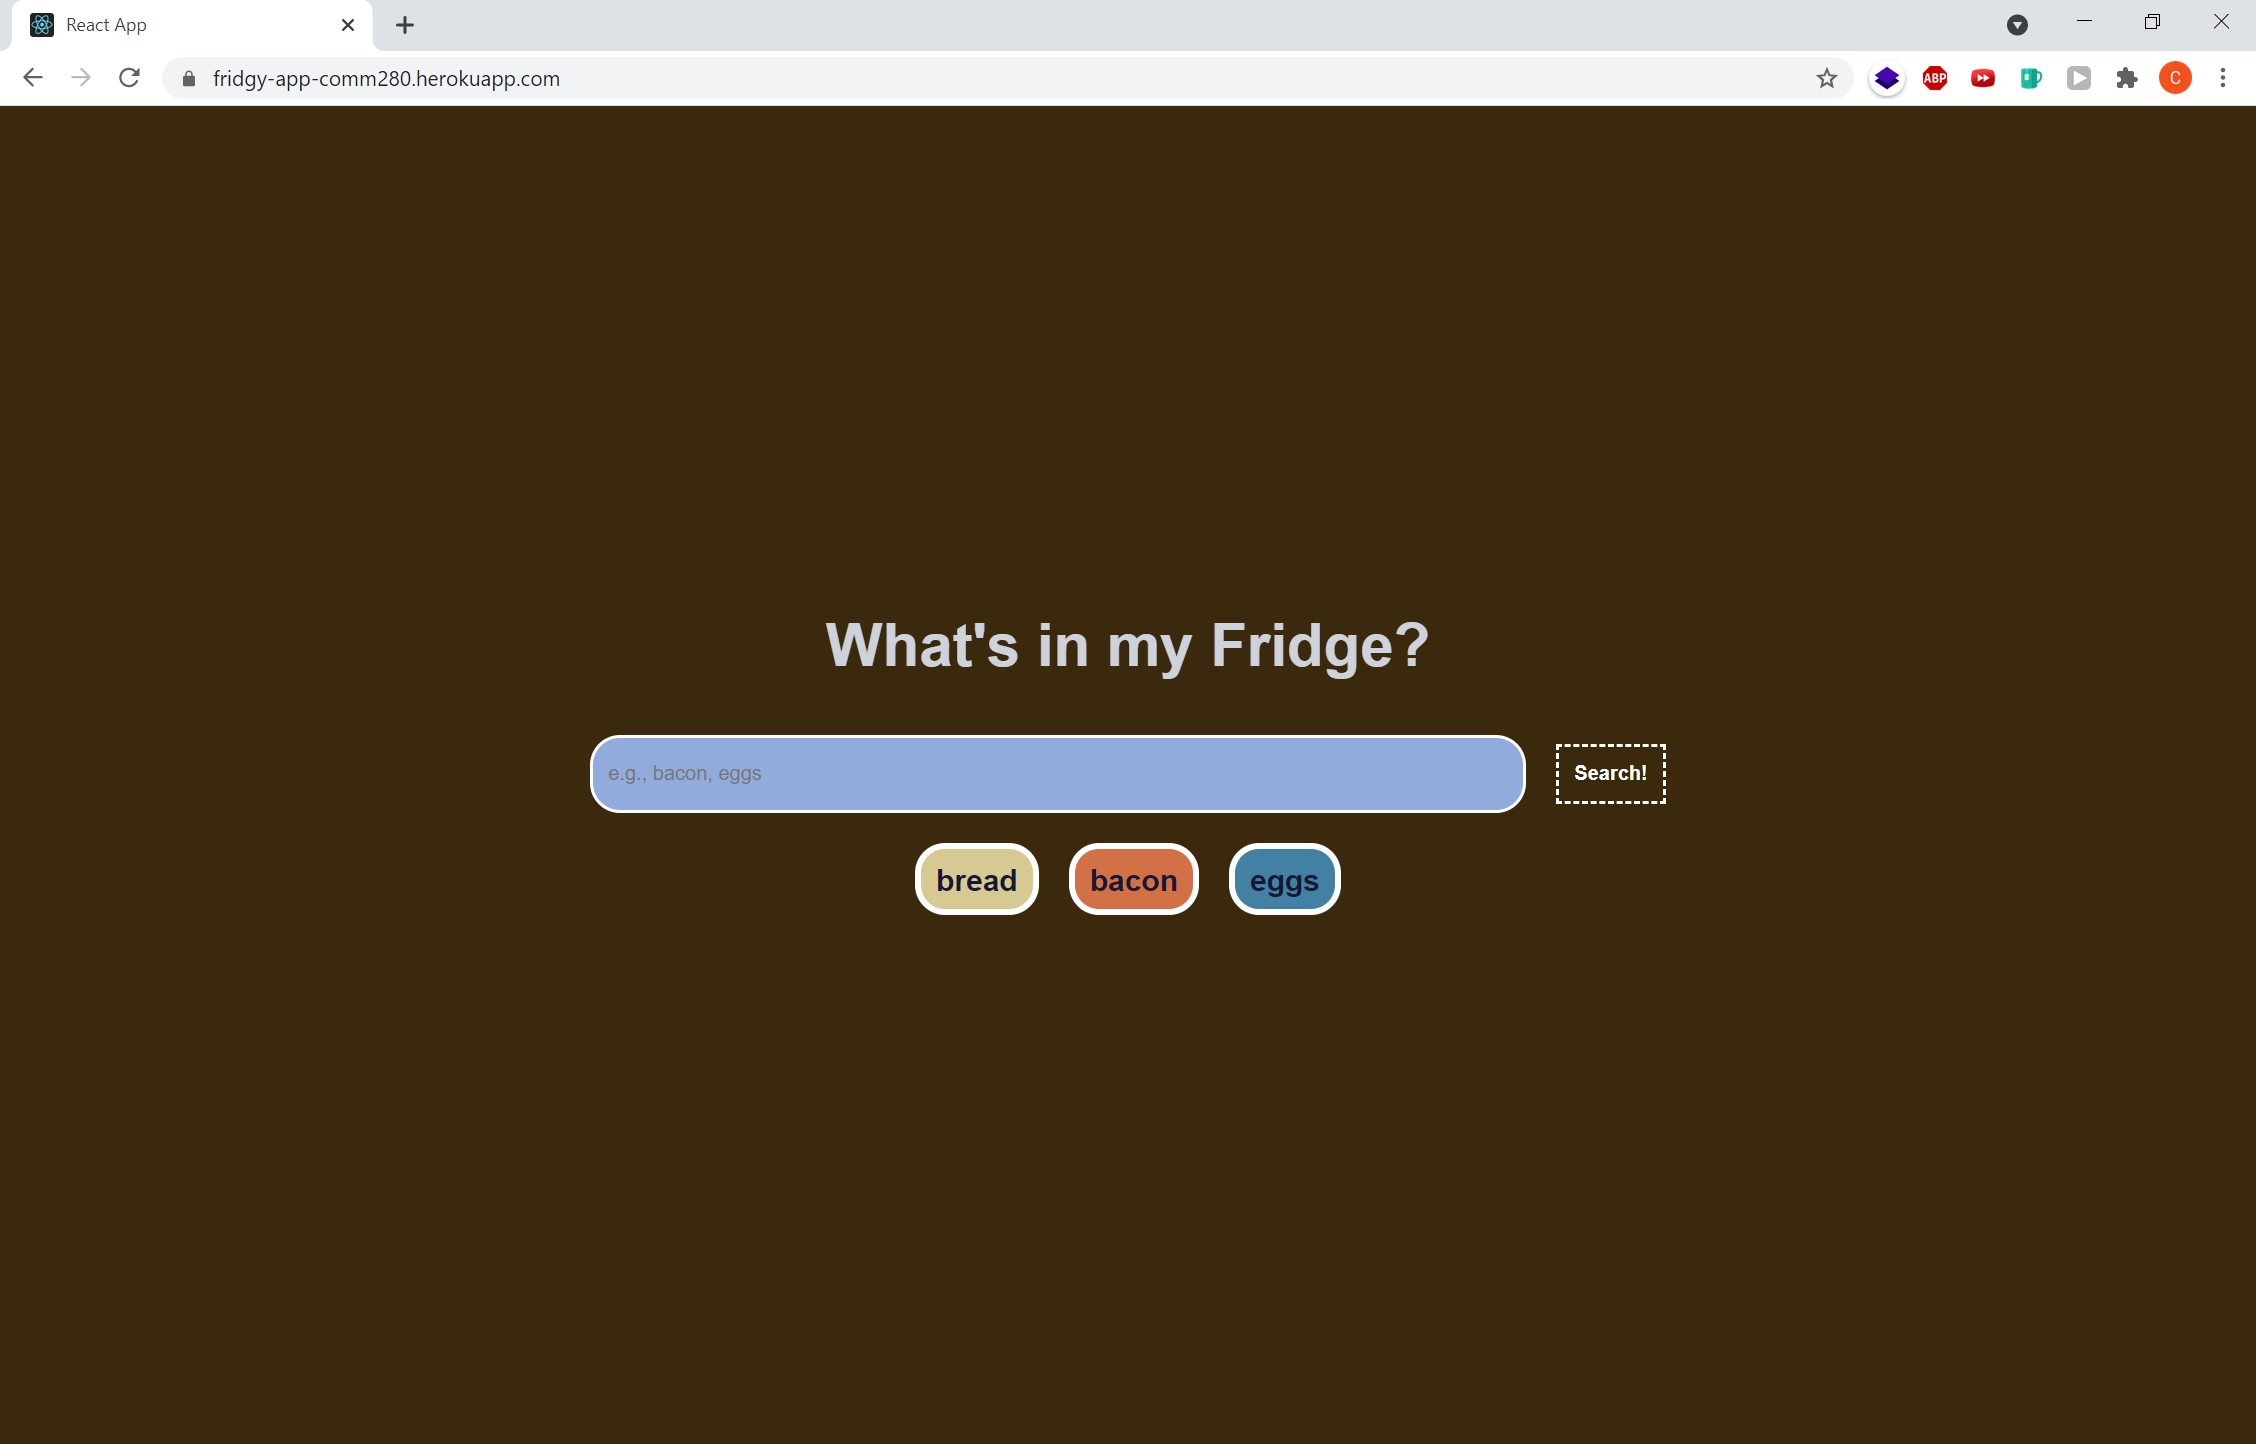 React App
fridgy-app-comm280.herokuapp.com
ABP
C
What's in my Fridge?
e.g., bacon, eggs
Search!
bread bacon eggs